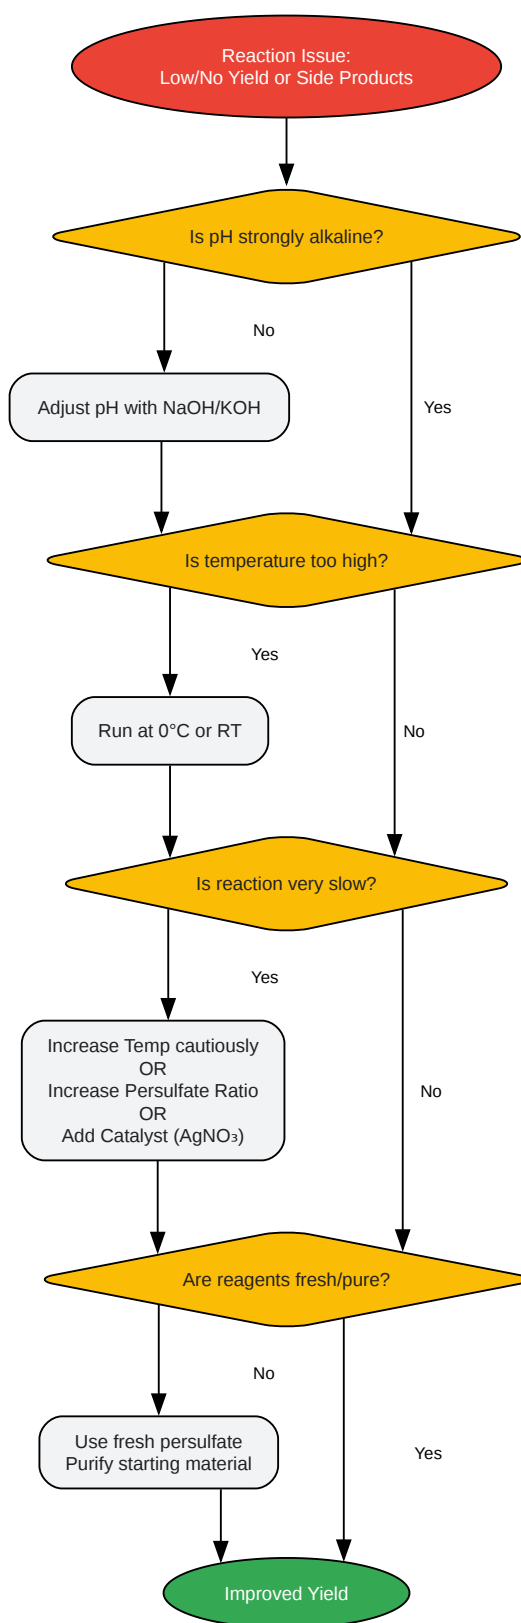 Reaction Issue:
Low/No Yield or Side Products
Is pH strongly alkaline?
No
Adjust pH with NaOH/KOH
Yes
Is temperature too high?
Yes
Run at 0°C or RT
No
Is reaction very slow?
Yes
Increase Temp cautiously
OR
Increase Persulfate Ratio
OR
Add Catalyst (AgNO₃)
No
Are reagents fresh/pure?
No
Use fresh persulfate
Purify starting material
Yes
Improved Yield